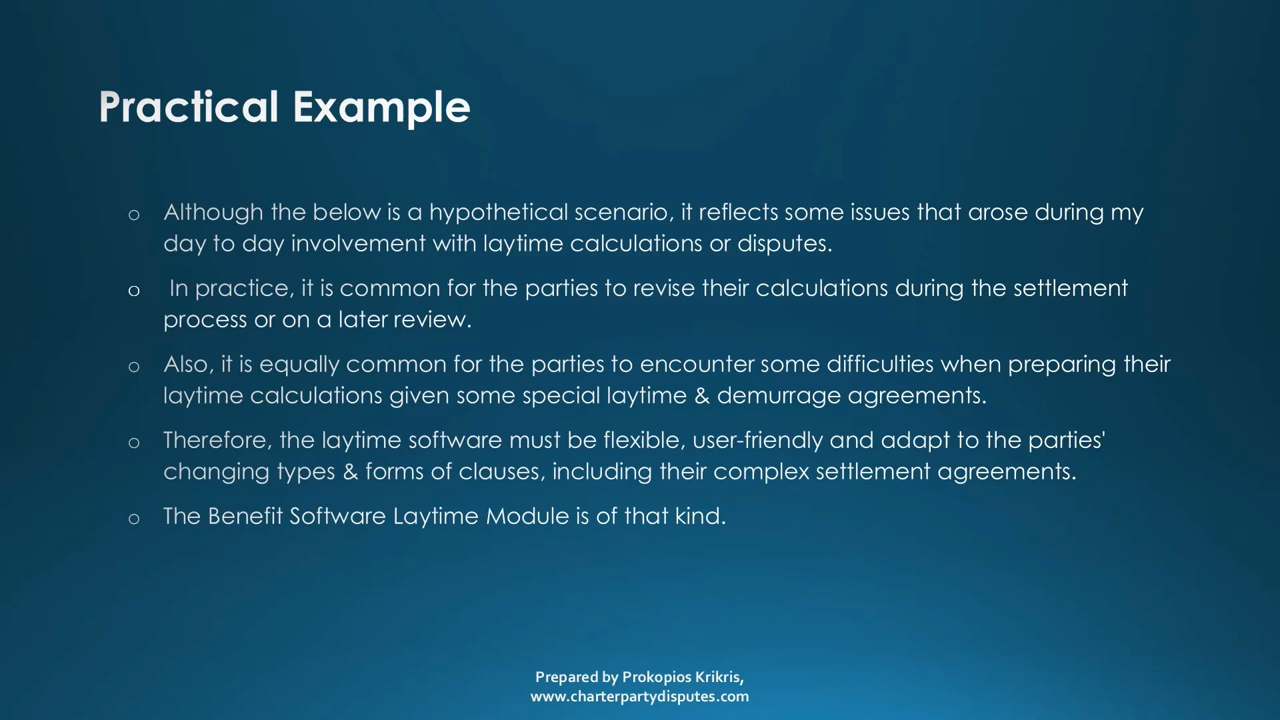 Practical Example
o Although the below is a hypothetical scenario, it reflects some issues that arose during my
day to day involvement with laytime calculations or disputes.
o In practice, it is common for the parties to revise their calculations during the settlement
process or on a later review.
o Also, it is equally common for the parties to encounter some difficulties when preparing their
laytime calculations given some special laytime & demurrage agreements.
o Therefore, the laytime software must be flexible, user-friendly and adapt to the parties'
changing types & forms of clauses, including their complex settlement agreements.
o The Benefit Software Laytime Module is of that kind.
Prepared by Prokopios Krikris,
www.charterpartydisputes.com